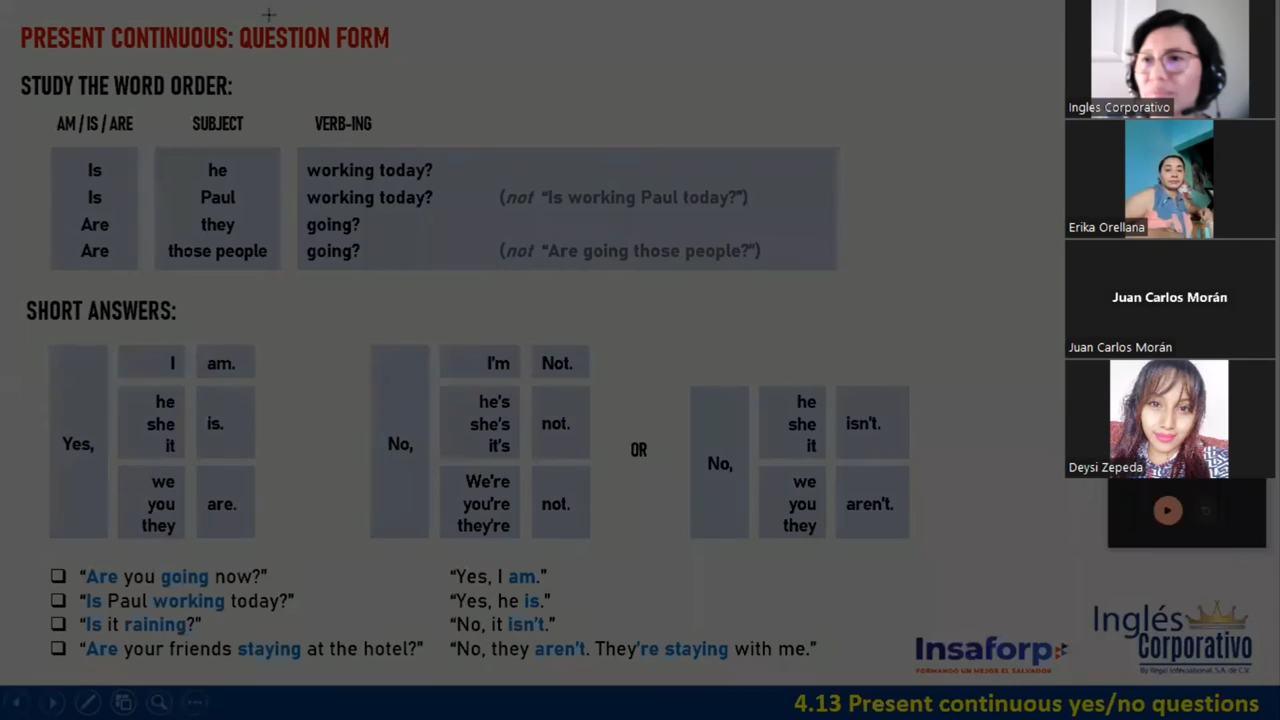 PRESENT CONTINUOUS: QUESTION FORM
STUDY THE WORD ORDER:
AM / IS / ARE SUBJECT VERB-ING
Is he working today?
Is Paul working today? (not “Is working Paul today?”)
Are they going?
Are those people going? (not “Are going those people?”)
SHORT ANSWERS:
Yes,
I am.
he
she
it
is.
we
you
they
are.
No,
I'm Not.
he's
she's
it's
not.
We're
you're
they're
not.
OR
No,
he
she
it
isn't.
we
you
they
aren't.
“Are you going now?” “Yes, I am.”
“Is Paul working today?” “Yes, he is.”
“Is it raining?” “No, it isn't.”
“Are your friends staying at the hotel?” “No, they aren't. They're staying with me.”
Insaforp
FORMANDO UN MEJOR EL SALVADOR
Inglés
Corporativo
By Regal International, S.A. de C.V.
4.13 Present continuous yes/no questions
Ingles Corporativo
Erika Orellana
Juan Carlos Morán
Juan Carlos Morán
Deysi Zepeda